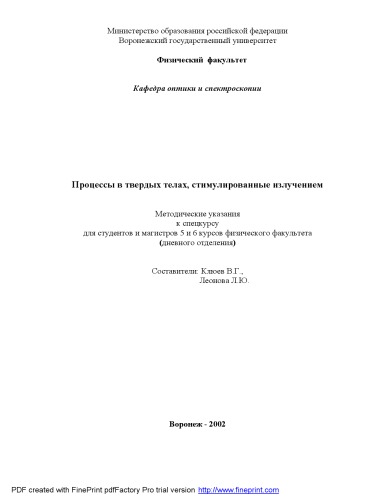 Министерство образования российской федерации
Воронежский государственный университет
Физический факультет
Кафедра оптики и спектроскопии
Процессы в твердых телах, стимулированные излучением
Методические указания
к спецкурсу
для студентов и магистров 5 и 6 курсов физического факультета
(дневного отделения)
Составители: Клюев В.Г.,
Леонова Л.Ю.
Воронеж - 2002
PDF created with FinePrint pdfFactory Pro trial version http://www.fineprint.com